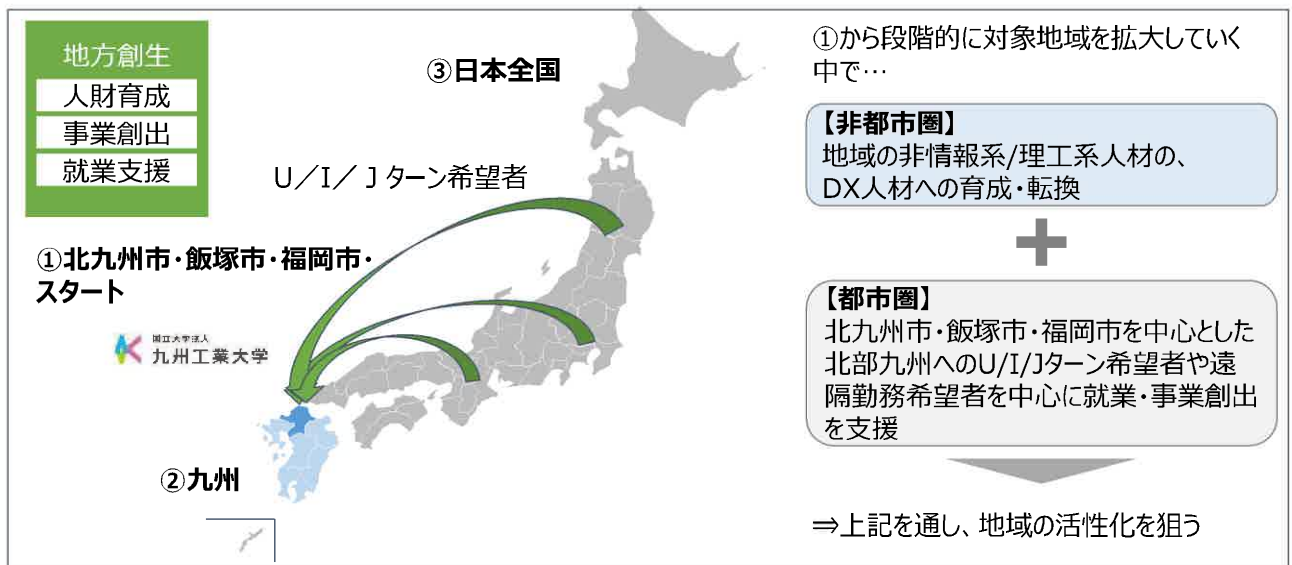 地方創生
人財育成
事業創出
就業支援
③日本全国
U/I/Jターン希望者
①北九州市・飯塚市・福岡市・
スタート
国立大学法人
九州工業大学
②九州
①から段階的に対象地域を拡大していく
中で…
【非都市圏】
地域の非情報系/理工系人材の、
DX人材への育成・転換
【都市圏】
北九州市・飯塚市・福岡市を中心とした
北部九州へのU/I/Jターン希望者や遠
隔勤務希望者を中心に就業・事業創出
を支援
⇒上記を通し、地域の活性化を狙う